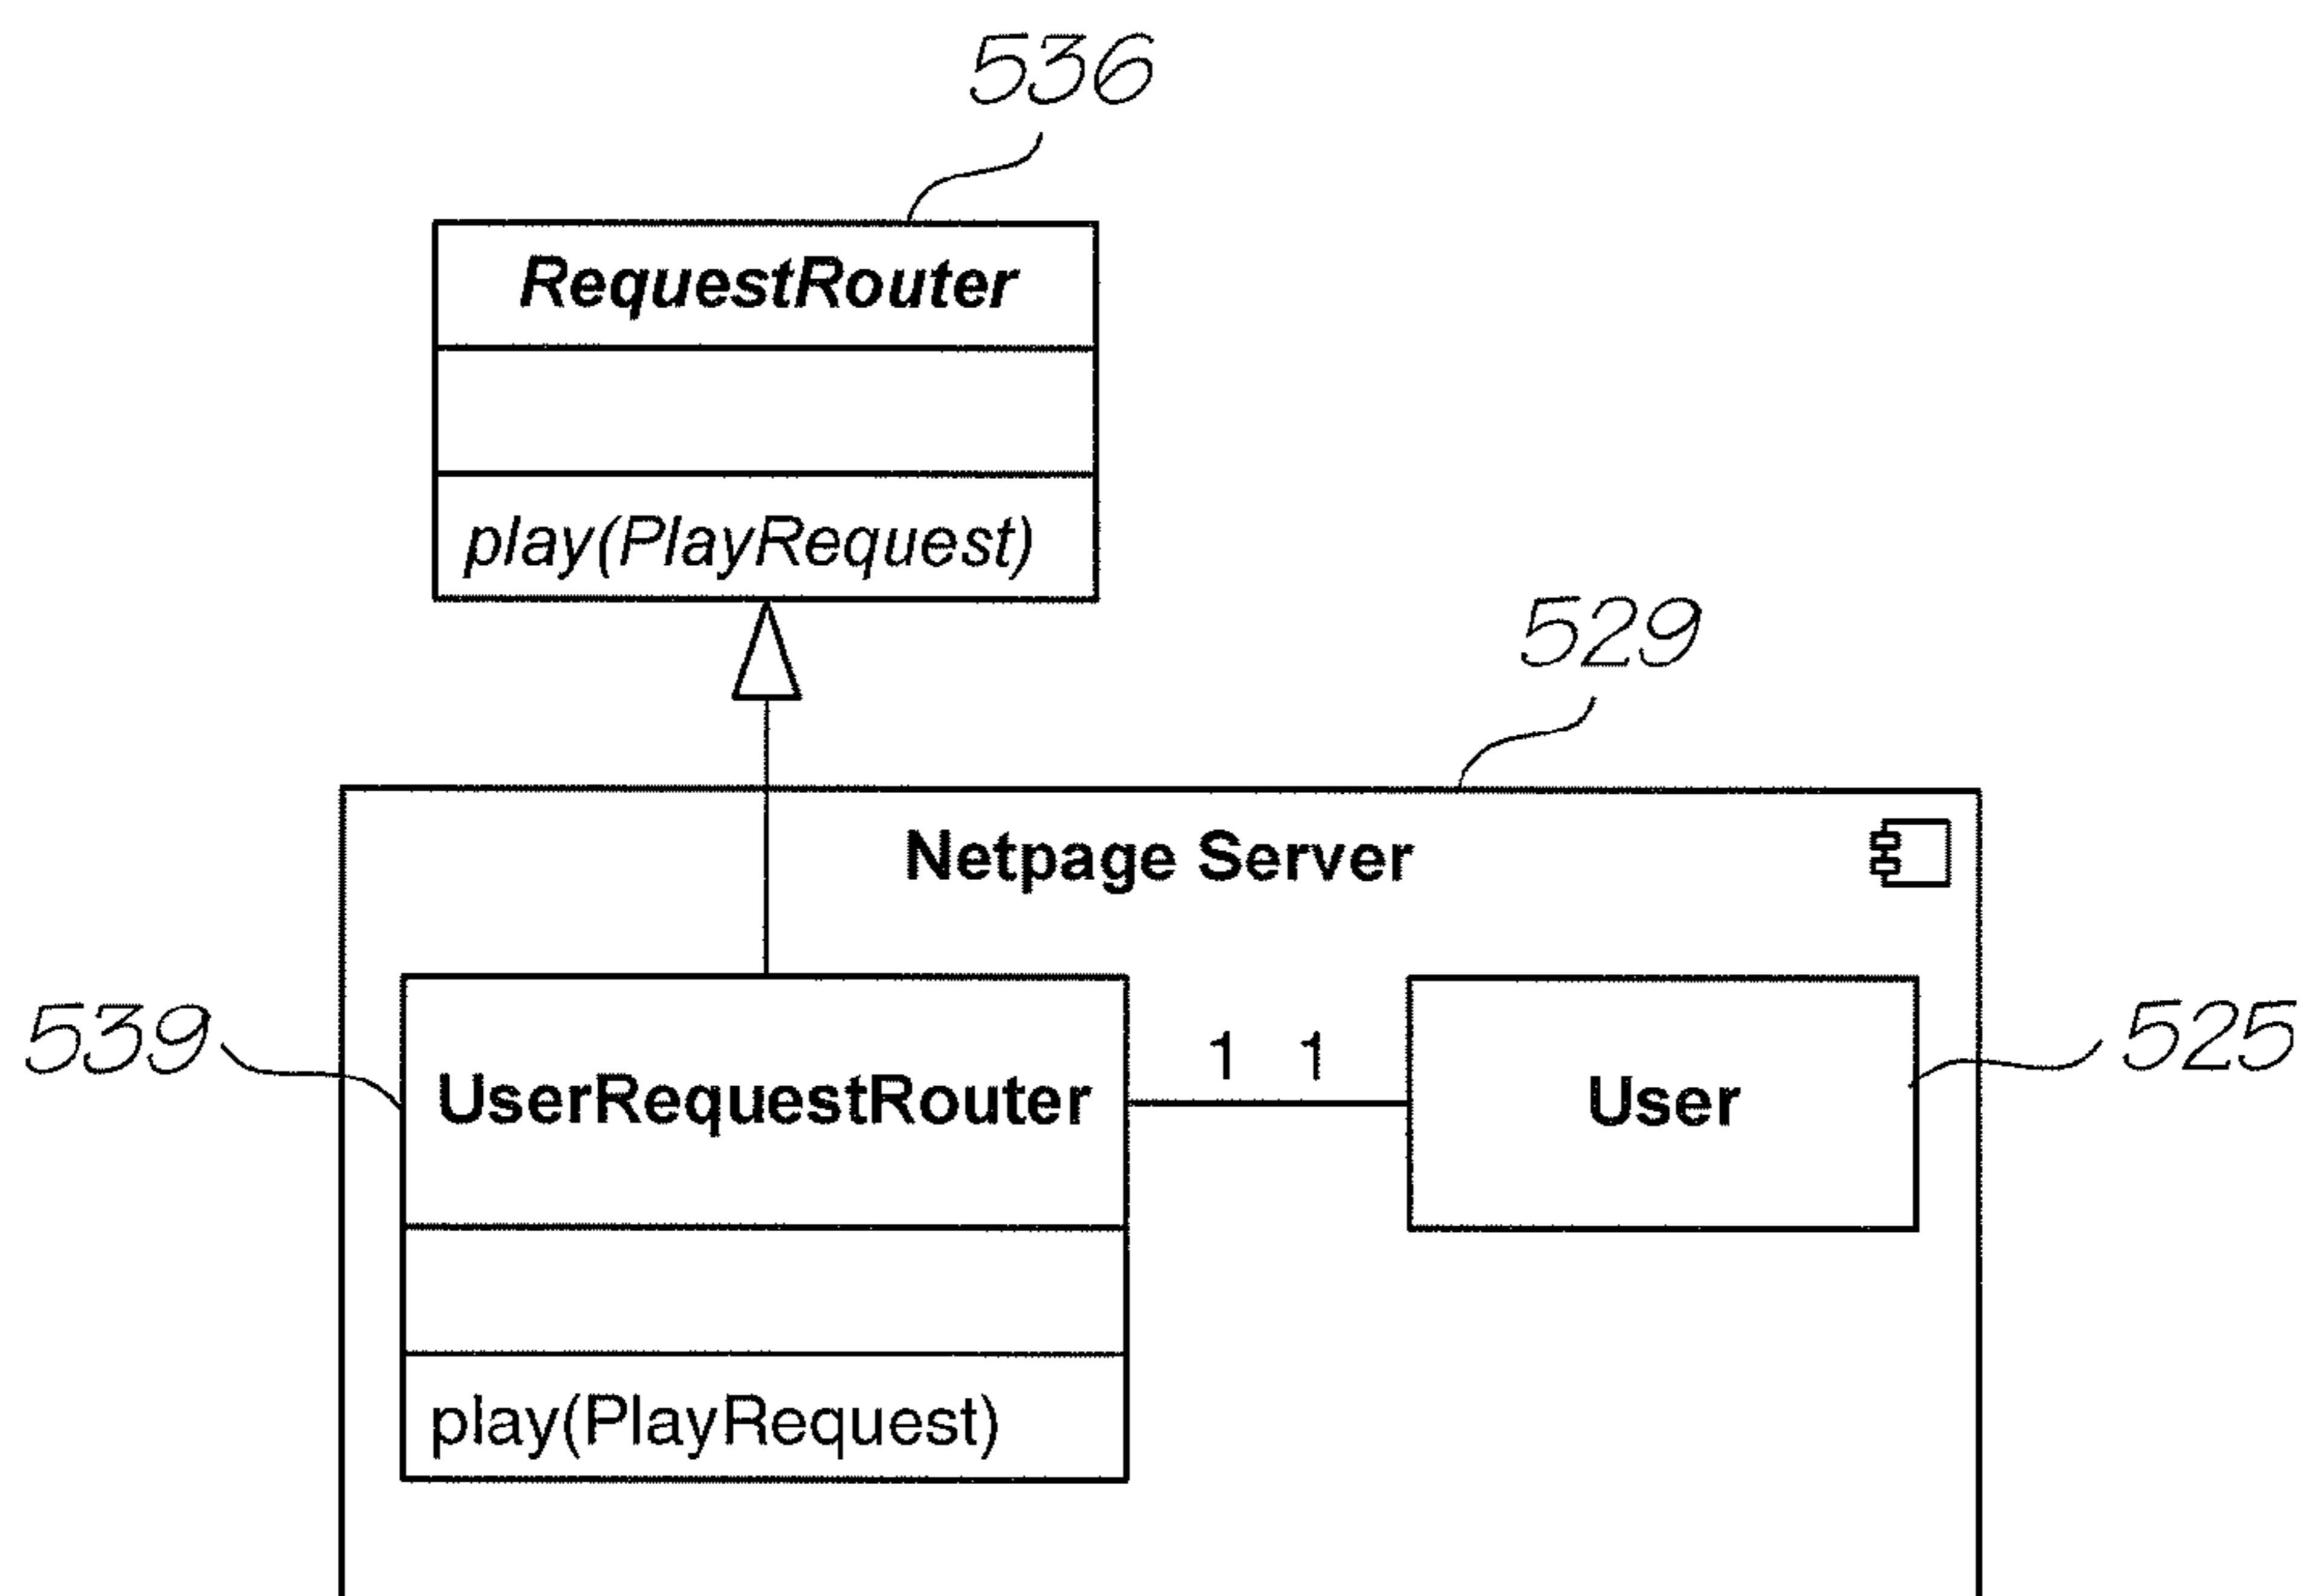 536
RequestRouter
play(PlayRequest)
529
Netpage Server
539
UserRequestRouter
1 1
User
525
play(PlayRequest)